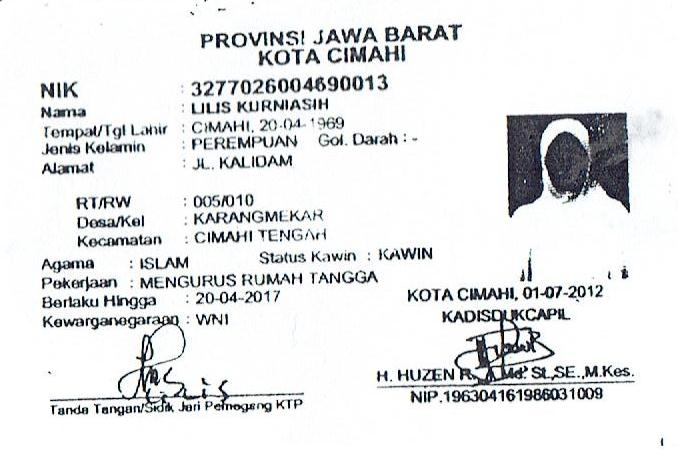 PROVINSI JAWA BARAT
KOTA CIMAHI
NIK : 3277026004690013
Nama : LILIS KURNIASIH
Tempat/Tgl Lahir : CIMAHI, 20-04-1969
Jenis Kelamin : PEREMPUAN Gol. Darah : -
Alamat : JL. KALIDAM
RT/RW : 005/010
Desa/Kel : KARANGMEKAR
Kecamatan : CIMAHI TENGAH
Agama : ISLAM Status Kawin : KAWIN
Pekerjaan : MENGURUS RUMAH TANGGA
Berlaku Hingga : 20-04-2017
Kewarganegaraan : WNI
KOTA CIMAHI, 01-07-2012
KADISDUKCAPIL
H. HUZEN R., St,SE.,M.Kes.
NIP.196304161986031009
Tanda Tangan/Sidik Jari Pemegang KTP